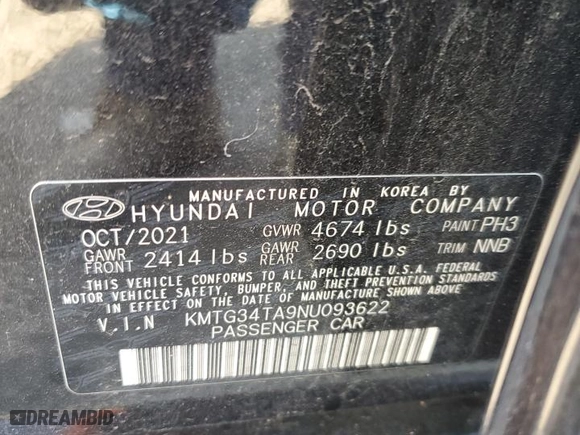 MANUFACTURED IN KOREA BY
HYUNDAI MOTOR COMPANY
OCT/2021 GVWR 4674 lbs PAINT PH3
GAWR FRONT 2414 lbs GAWR REAR 2690 lbs TRIM NNB
THIS VEHICLE CONFORMS TO ALL APPLICABLE U.S.A. FEDERAL
MOTOR VEHICLE SAFETY, BUMPER, AND THEFT PREVENTION STANDARDS
IN EFFECT ON THE DATE OF MANUFACTURE SHOWN ABOVE.
V.I.N KMTG34TA9NU093622
PASSENGER CAR
DREAMBID